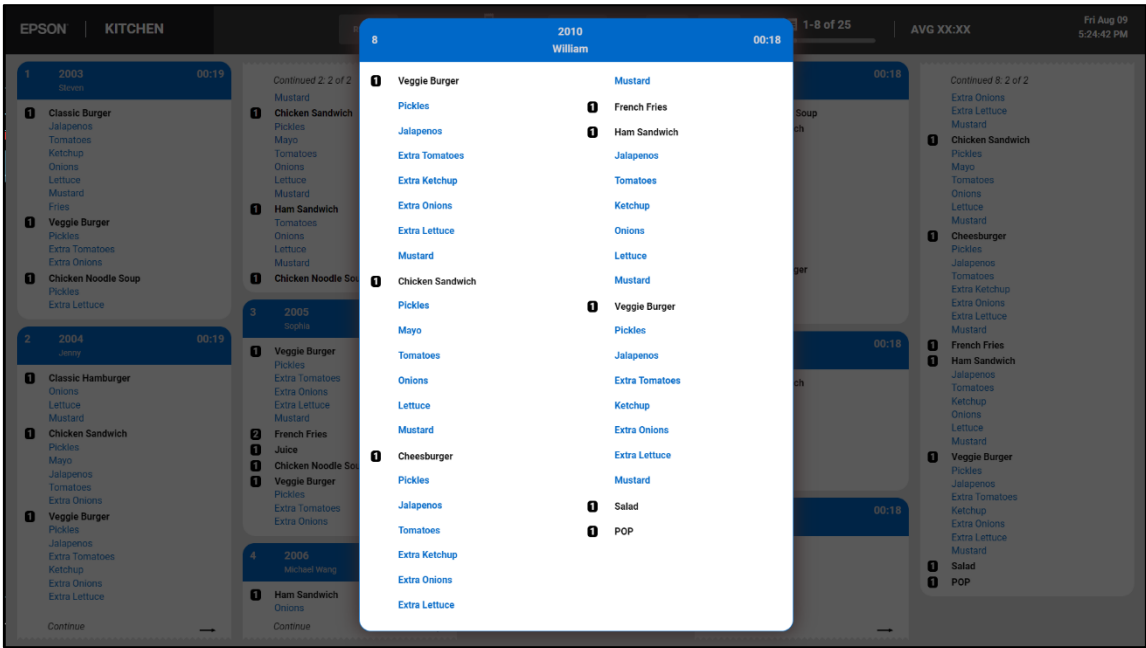 EPSON KITCHEN
1-8 of 25
AVG XX:XX
Fri Aug 09
5:24:42 PM
1 2003 00:19
Steven
1 Classic Burger
Jalapenos
Tomatoes
Ketchup
Onions
Lettuce
Mustard
Fries
1 Veggie Burger
Pickles
Extra Tomatoes
Extra Onions
1 Chicken Noodle Soup
Pickles
Extra Lettuce
2 2004 00:19
Jenny
1 Classic Hamburger
Onions
Lettuce
Mustard
1 Chicken Sandwich
Pickles
Mayo
Jalapenos
Tomatoes
Extra Onions
1 Veggie Burger
Pickles
Jalapenos
Extra Tomatoes
Ketchup
Extra Onions
Extra Lettuce
Continue
Continued 2: 2 of 2
Mustard
1 Chicken Sandwich
Pickles
Mayo
Tomatoes
Onions
Lettuce
Mustard
1 Ham Sandwich
Tomatoes
Onions
Lettuce
Mustard
1 Chicken Noodle Sou
3 2005
Sophia
1 Veggie Burger
Pickles
Extra Tomatoes
Extra Onions
Extra Lettuce
Mustard
2 French Fries
1 Juice
1 Chicken Noodle Sou
1 Veggie Burger
Pickles
Extra Tomatoes
Extra Onions
4 2006
Michael Wang
1 Ham Sandwich
Onions
Continue
8 2010 00:18
William
1 Veggie Burger
Pickles
Jalapenos
Extra Tomatoes
Extra Ketchup
Extra Onions
Extra Lettuce
Mustard
1 Chicken Sandwich
Pickles
Mayo
Tomatoes
Onions
Lettuce
Mustard
1 Cheesburger
Pickles
Jalapenos
Tomatoes
Extra Ketchup
Extra Onions
Extra Lettuce
Mustard
1 French Fries
1 Ham Sandwich
Jalapenos
Tomatoes
Ketchup
Onions
Lettuce
Mustard
1 Veggie Burger
Pickles
Jalapenos
Extra Tomatoes
Ketchup
Extra Onions
Extra Lettuce
Mustard
1 Salad
1 POP
00:18
Soup
ch
ger
00:18
ch
00:18
Continued 8: 2 of 2
Extra Onions
Extra Lettuce
Mustard
1 Chicken Sandwich
Pickles
Mayo
Tomatoes
Onions
Lettuce
Mustard
1 Cheesburger
Pickles
Jalapenos
Tomatoes
Extra Ketchup
Extra Onions
Extra Lettuce
Mustard
1 French Fries
1 Ham Sandwich
Jalapenos
Tomatoes
Ketchup
Onions
Lettuce
Mustard
1 Veggie Burger
Pickles
Jalapenos
Extra Tomatoes
Ketchup
Extra Onions
Extra Lettuce
Mustard
1 Salad
1 POP